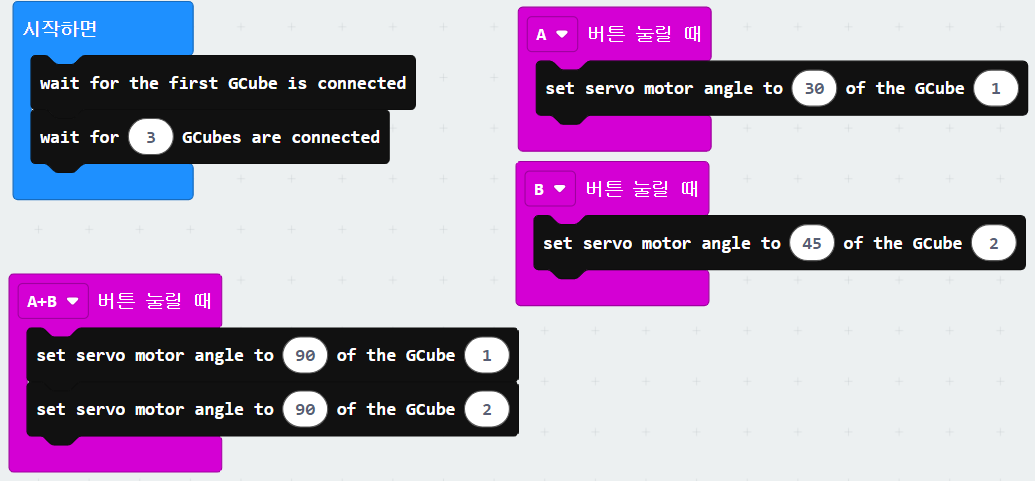 시작하면
wait for the first GCube is connected
wait for 3 GCubes are connected
A 버튼 눌릴 때
set servo motor angle to 30 of the GCube 1
B 버튼 눌릴 때
set servo motor angle to 45 of the GCube 2
A+B 버튼 눌릴 때
set servo motor angle to 90 of the GCube 1
set servo motor angle to 90 of the GCube 2